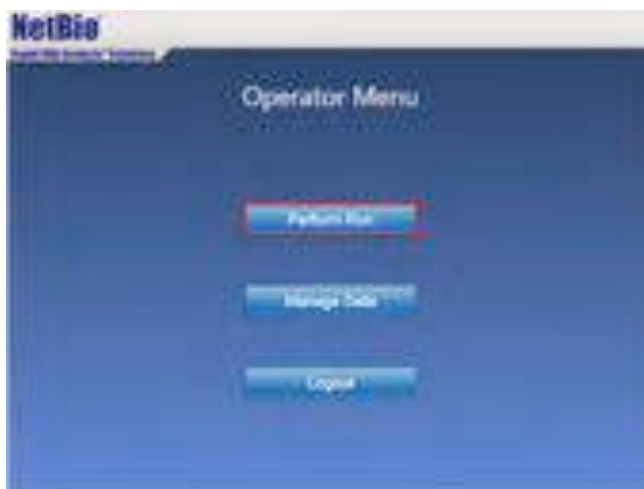 NetBio
Operator Menu
Perform Run
Manage Data
Logout